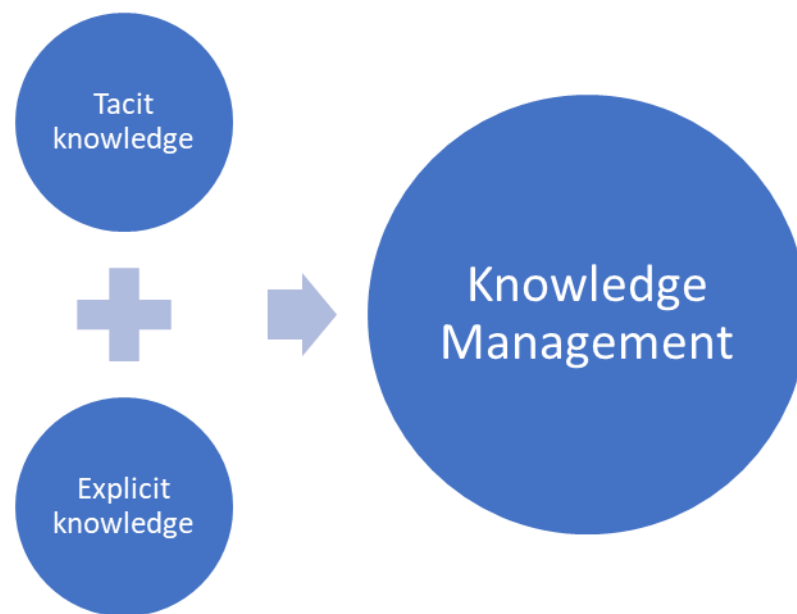 Tacit
knowledge
Explicit
knowledge
Knowledge
Management